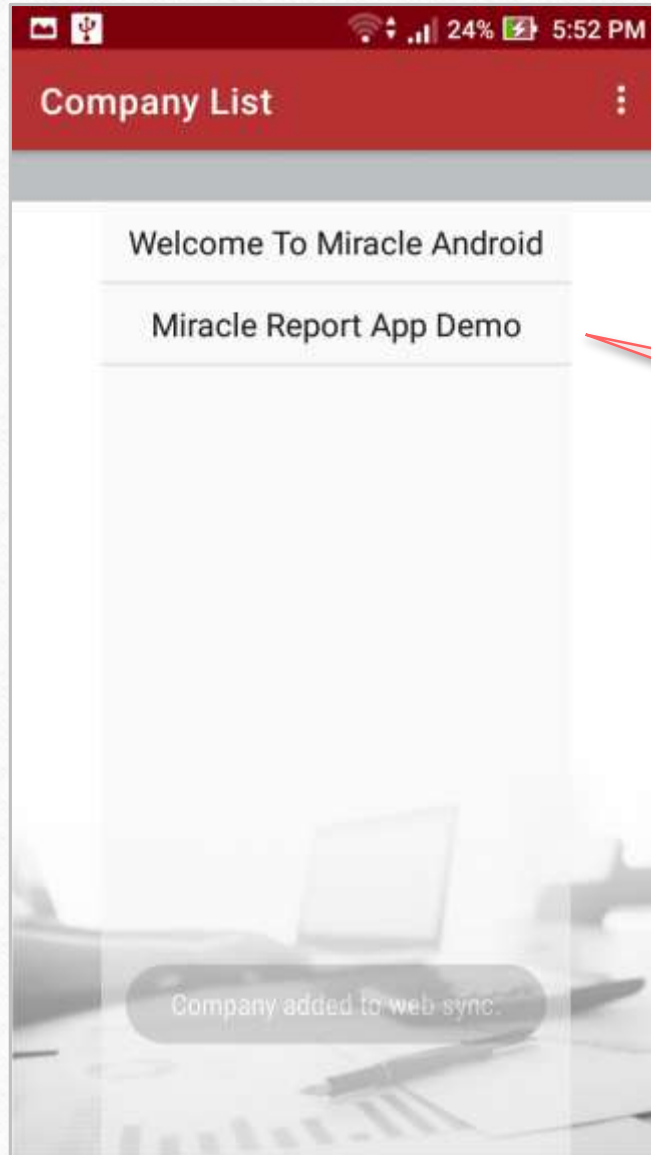 24% 5:52 PM
Company List
Welcome To Miracle Android
Miracle Report App Demo
Company added to web sync.